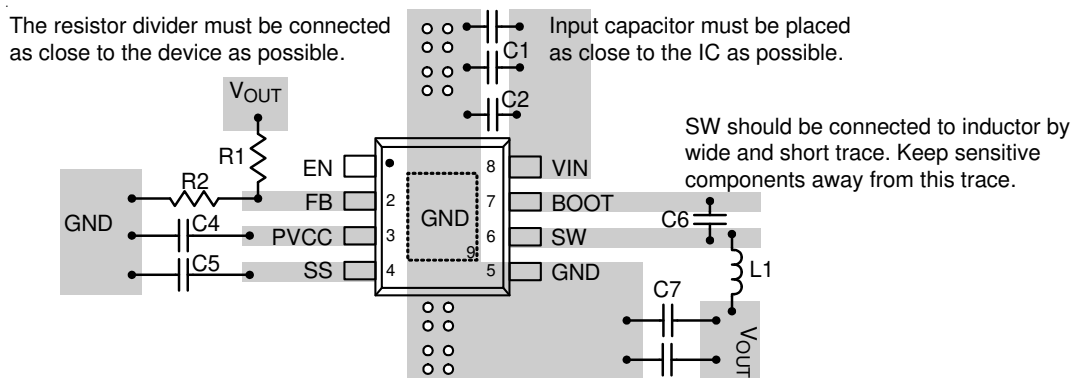 The resistor divider must be connected
as close to the device as possible.
Input capacitor must be placed
as close to the IC as possible.
C1
C2
VOUT
SW should be connected to inductor by
wide and short trace. Keep sensitive
components away from this trace.
R1
EN
8
VIN
R2
FB
2
7
BOOT
GND
GND
C4
PVCC
3
6
SW
C6
9
C5
SS
4
5
GND
L1
C7
VOUT